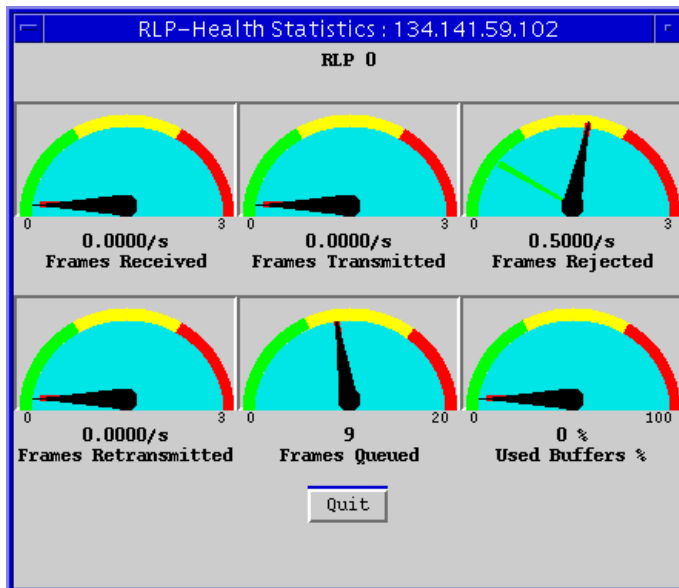 RLP-Health Statistics : 134.141.59.102
RLP 0
0 3 0 3 0 3
0.0000/s 0.0000/s 0.5000/s
Frames Received Frames Transmitted Frames Rejected
0 3 0 20 0 100
0.0000/s 9 0 %
Frames Retransmitted Frames Queued Used Buffers %
Quit